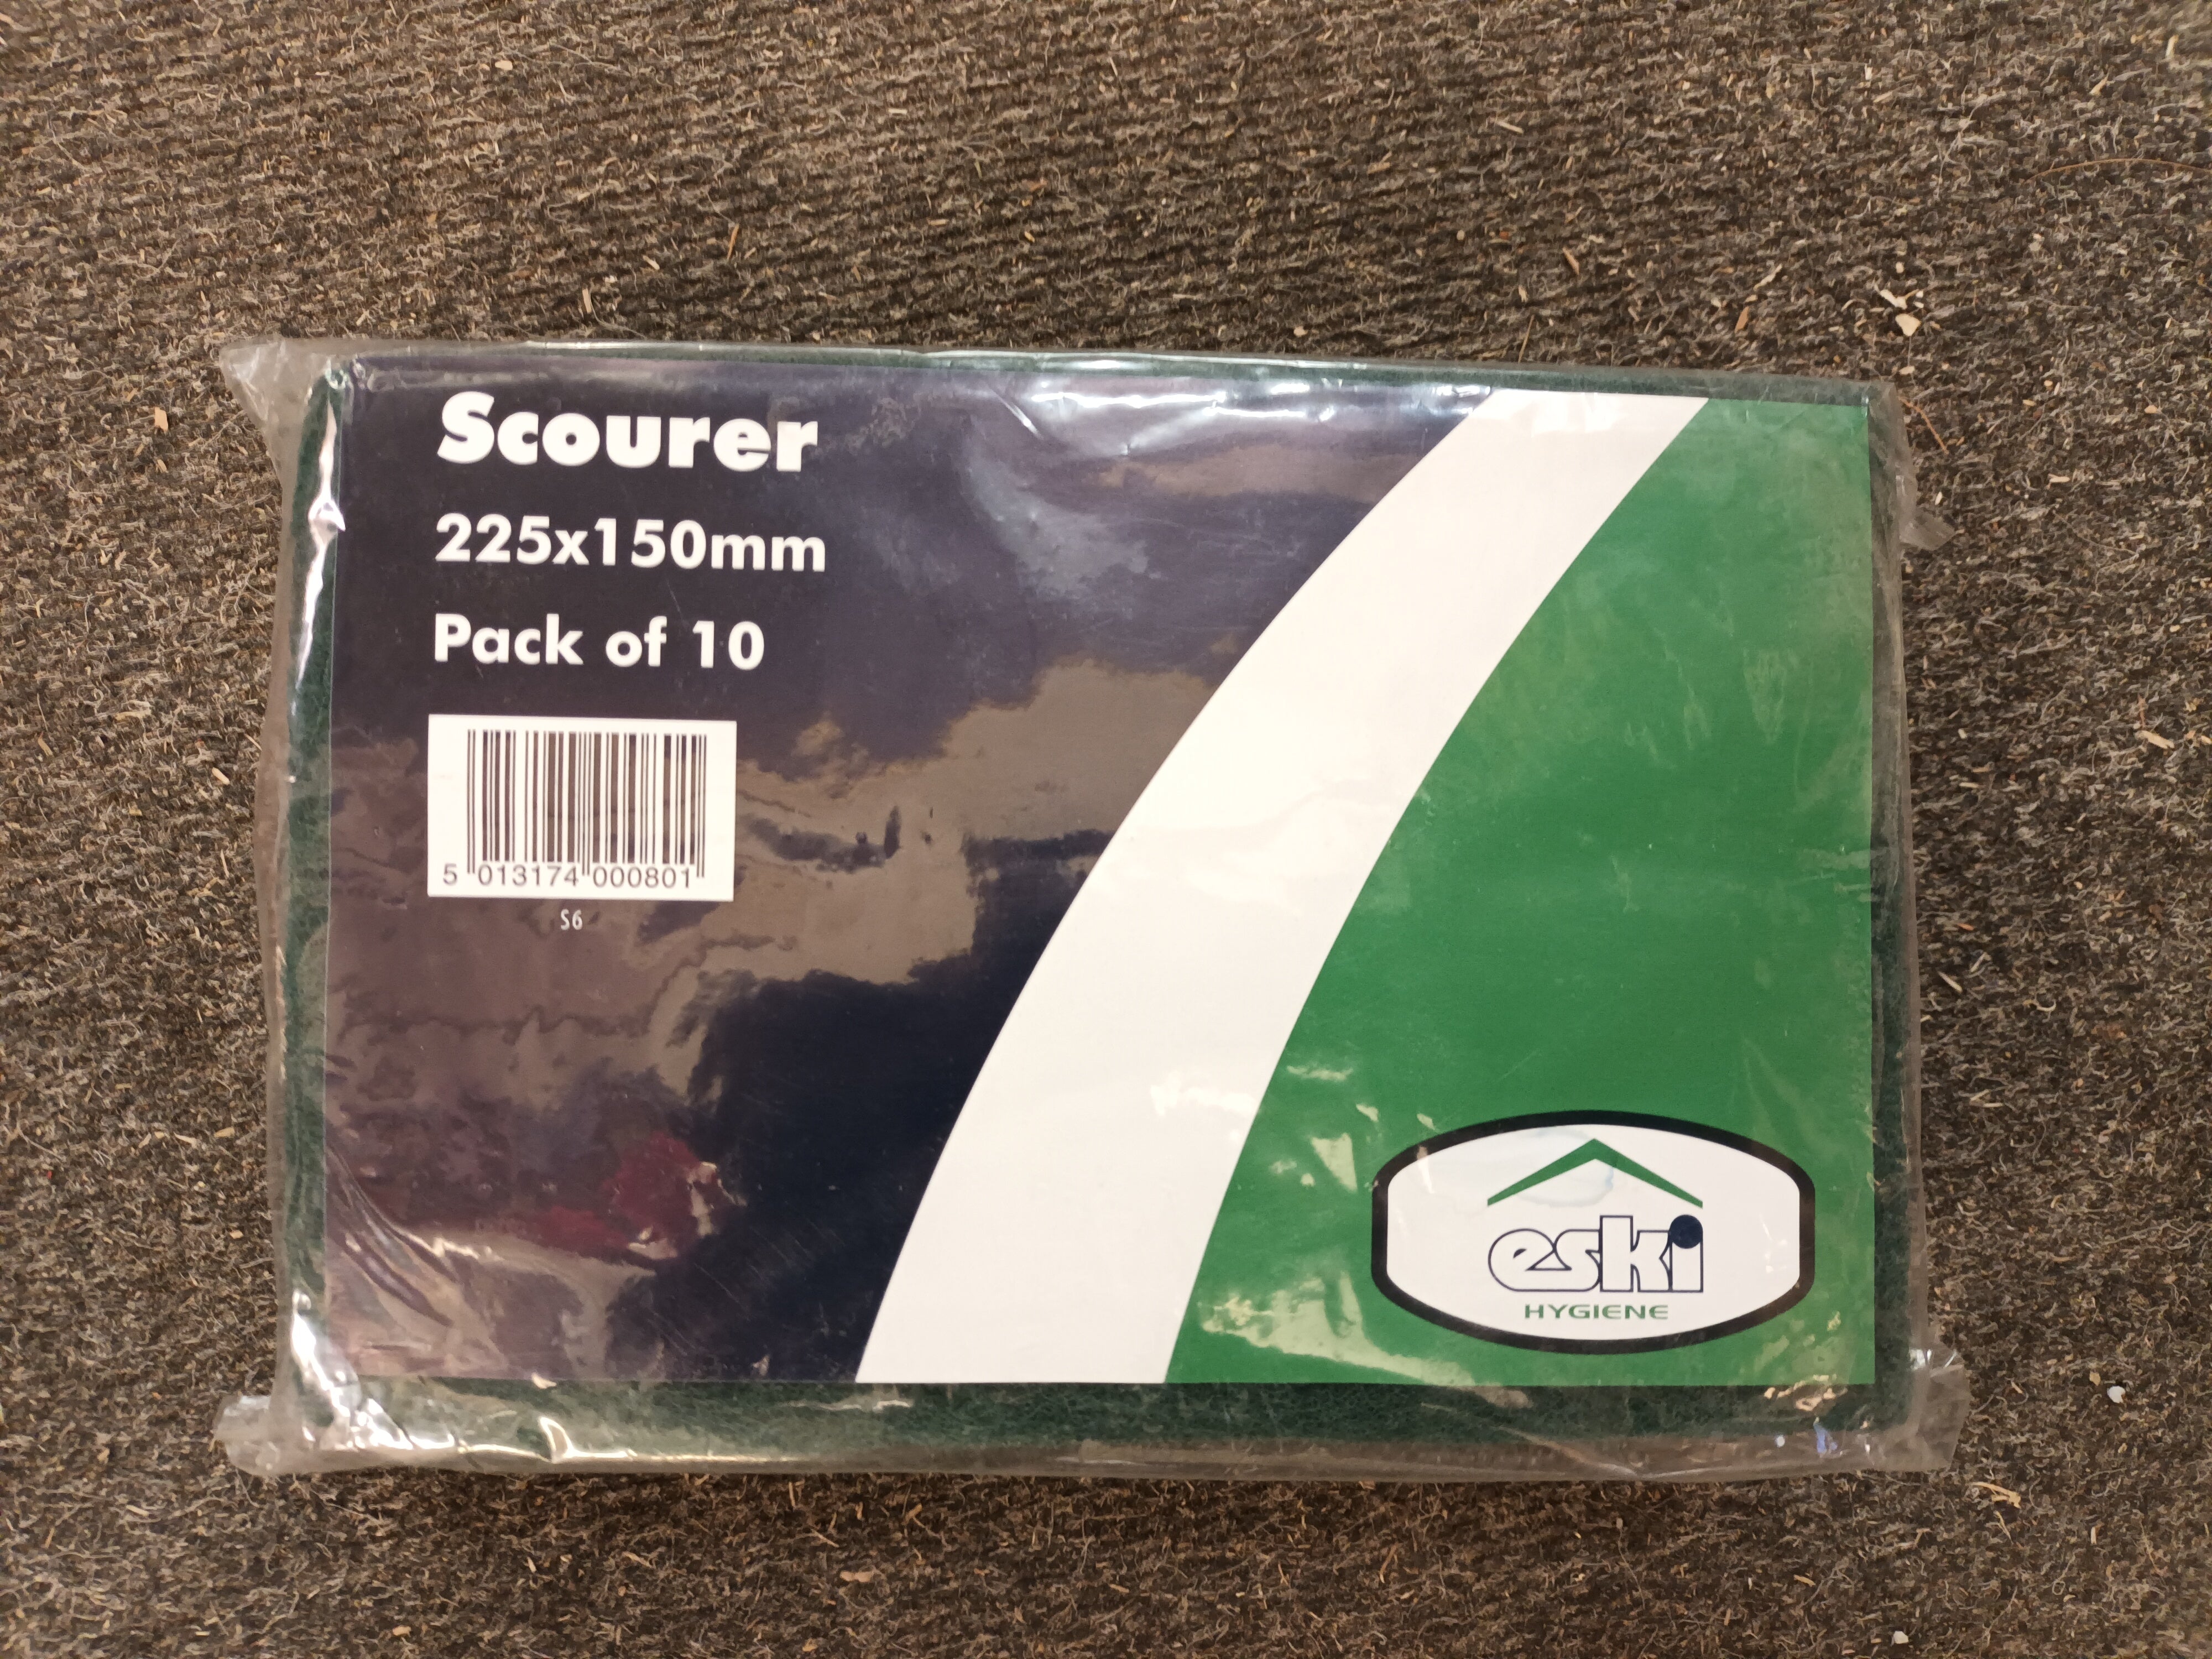 Scourer
225x150mm
Pack of 10
5 013174 000801
S6
eski
HYGIENE